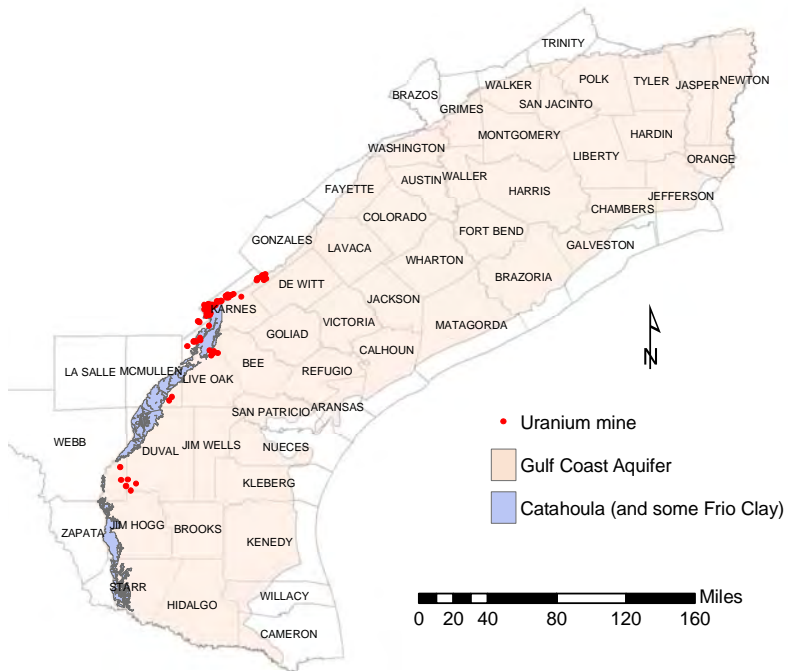 TRINITY
POLK
TYLER
JASPER
NEWTON
WALKER
BRAZOS
GRIMES
SAN JACINTO
MONTGOMERY
HARDIN
WASHINGTON
LIBERTY
ORANGE
AUSTIN
WALLER
FAYETTE
HARRIS
JEFFERSON
CHAMBERS
COLORADO
GONZALES
FORT BEND
GALVESTON
LAVACA
WHARTON
BRAZORIA
DE WITT
JACKSON
KARNES
VICTORIA
MATAGORDA
GOLIAD
CALHOUN
BEE
LA SALLE
MCMULLEN
LIVE OAK
REFUGIO
SAN PATRICIO
ARANSAS
WEBB
DUVAL
JIM WELLS
NUECES
KLEBERG
ZAPATA
JIM HOGG
BROOKS
KENEDY
STARR
HIDALGO
WILLACY
CAMERON
N
Uranium mine
Gulf Coast Aquifer
Catahoula (and some Frio Clay)
Miles
0 20 40 80 120 160